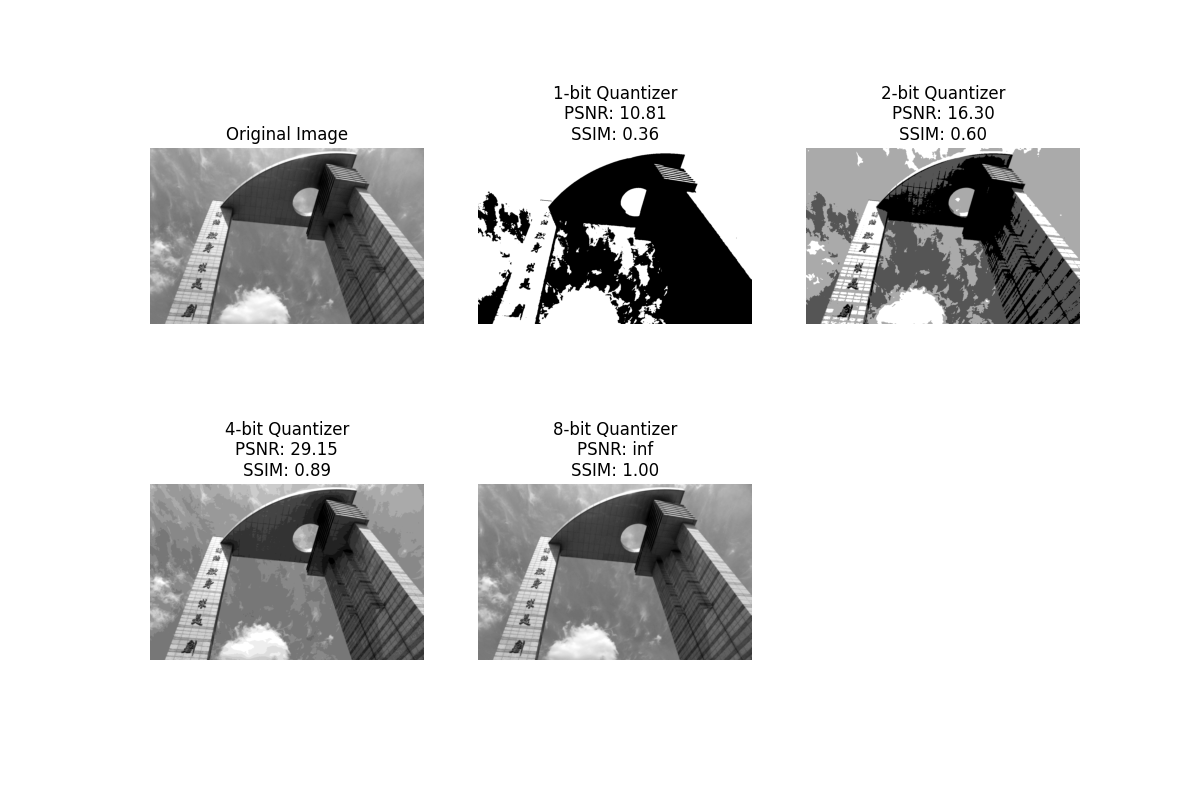 Original Image
1-bit Quantizer
PSNR: 10.81
SSIM: 0.36
2-bit Quantizer
PSNR: 16.30
SSIM: 0.60
4-bit Quantizer
PSNR: 29.15
SSIM: 0.89
8-bit Quantizer
PSNR: inf
SSIM: 1.00